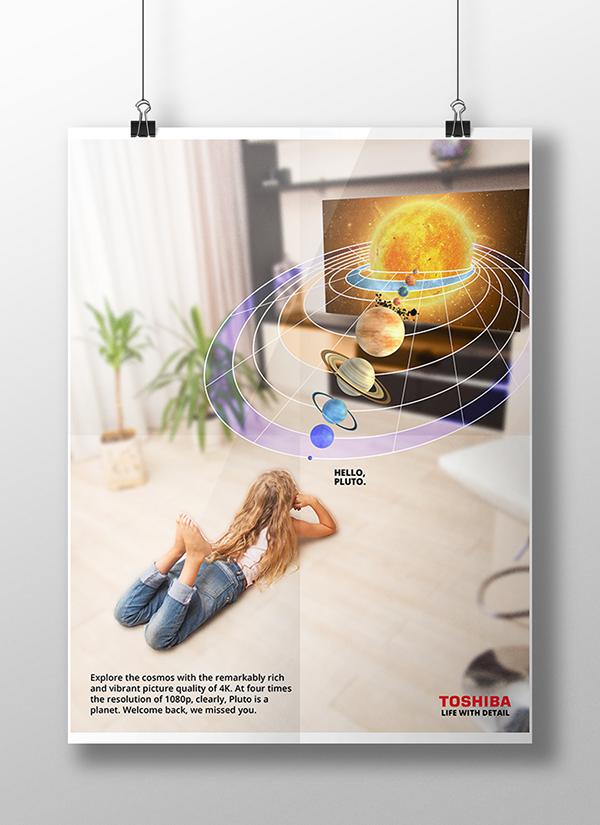 HELLO,
PLUTO.
Explore the cosmos with the remarkably rich
and vibrant picture quality of 4K. At four times
the resolution of 1080p, clearly, Pluto is a
planet. Welcome back, we missed you.
TOSHIBA
LIFE WITH DETAIL